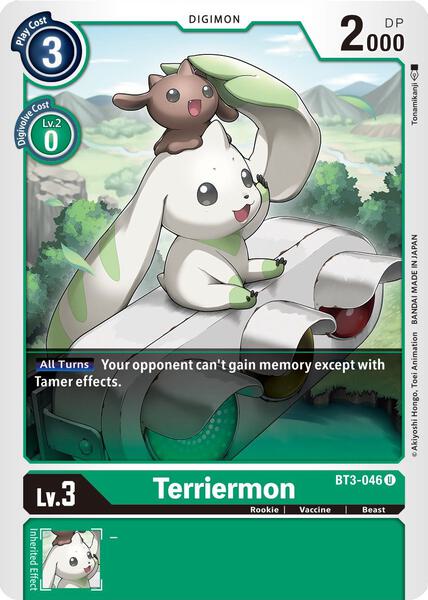 Play Cost
3
DIGIMON
2000
DP
Digivolve Cost
Lv.2
0
Tonamikanji
©Akiyoshi Hongo, Toei Animation BANDAI MADE IN JAPAN
All Turns Your opponent can't gain memory except with
Tamer effects.
Lv.3
Terriermon
BT3-046 U
Rookie | Vaccine | Beast
Inherited Effect
–